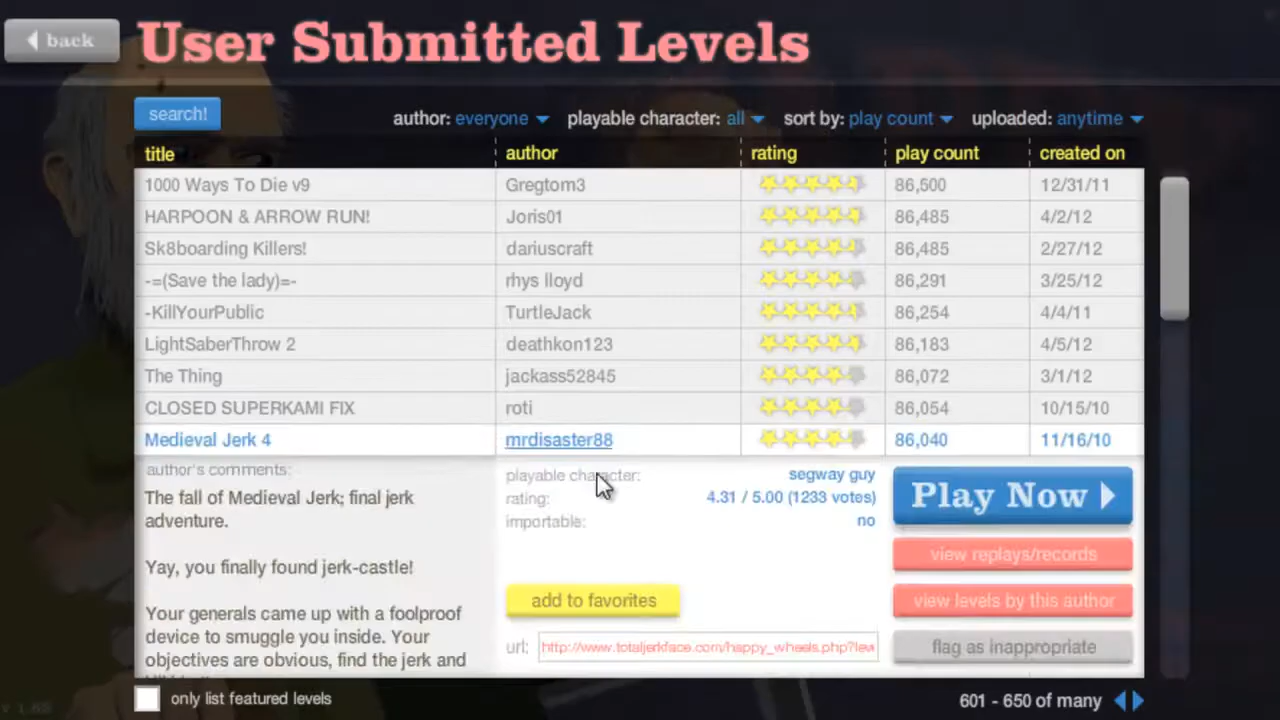 back
User Submitted Levels
search!
author: everyone playable character: all sort by: play count uploaded: anytime
title author rating play count created on
1000 Ways To Die v9 Gregtom3 86,500 12/31/11
HARPOON & ARROW RUN! Joris01 86,485 4/2/12
Sk8boarding Killers! dariuscraft 86,485 2/27/12
-=(Save the lady)=- rhys lloyd 86,291 3/25/12
-KillYourPublic TurtleJack 86,254 4/4/11
LightSaberThrow 2 deathkon123 86,183 4/5/12
The Thing jackass52845 86,072 3/1/12
CLOSED SUPERKAMI FIX roti 86,054 10/15/10
Medieval Jerk 4 mrdisaster88 86,040 11/16/10
author's comments:
The fall of Medieval Jerk; final jerk
adventure.
Yay, you finally found jerk-castle!
Your generals came up with a foolproof
device to smuggle you inside. Your
objectives are obvious, find the jerk and
playable character: segway guy
rating: 4.31 / 5.00 (1233 votes)
importable: no
add to favorites
url: http://www.totaljerkface.com/happy_wheels.php?lev
Play Now
view replays/records
view levels by this author
flag as inappropriate
only list featured levels
601 - 650 of many